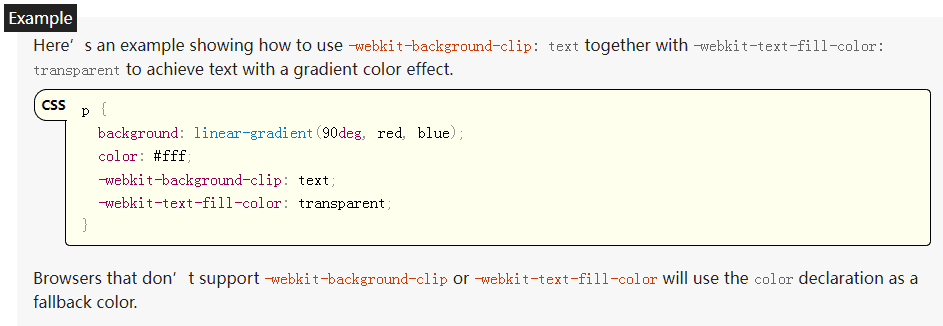 Example
Here’s an example showing how to use -webkit-background-clip: text together with -webkit-text-fill-color:
transparent to achieve text with a gradient color effect.
CSS
p {
  background: linear-gradient(90deg, red, blue);
  color: #fff;
  -webkit-background-clip: text;
  -webkit-text-fill-color: transparent;
}
Browsers that don’t support -webkit-background-clip or -webkit-text-fill-color will use the color declaration as a
fallback color.